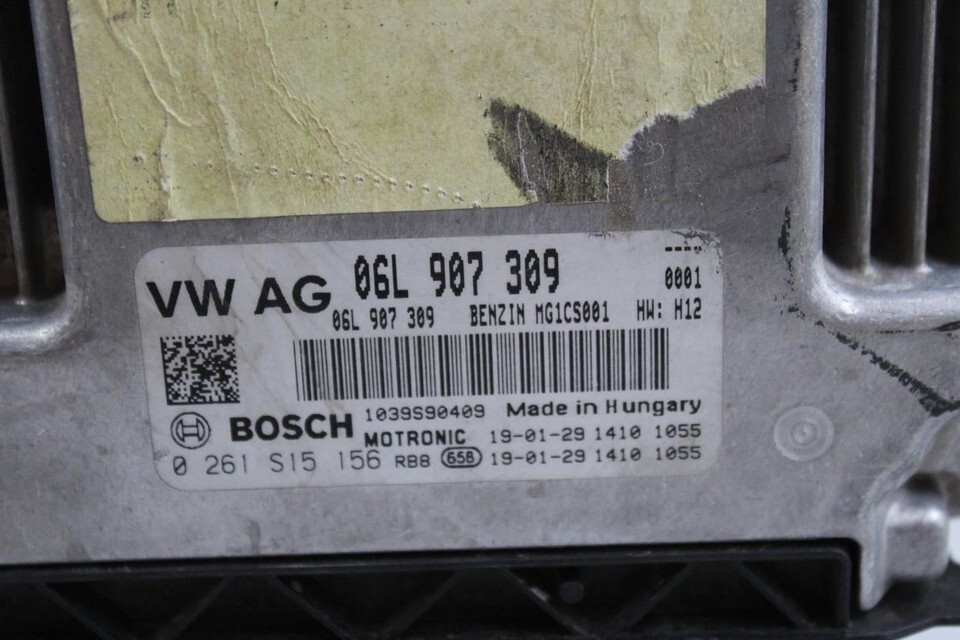 VW AG 06L 907 309 ----
0001
06L 907 309 BENZIN MG1CS001 HW: H12
BOSCH 1039S90409 Made in Hungary
MOTRONIC 19-01-29 1410 1055
0 261 S15 156 RB8 658 19-01-29 1410 1055